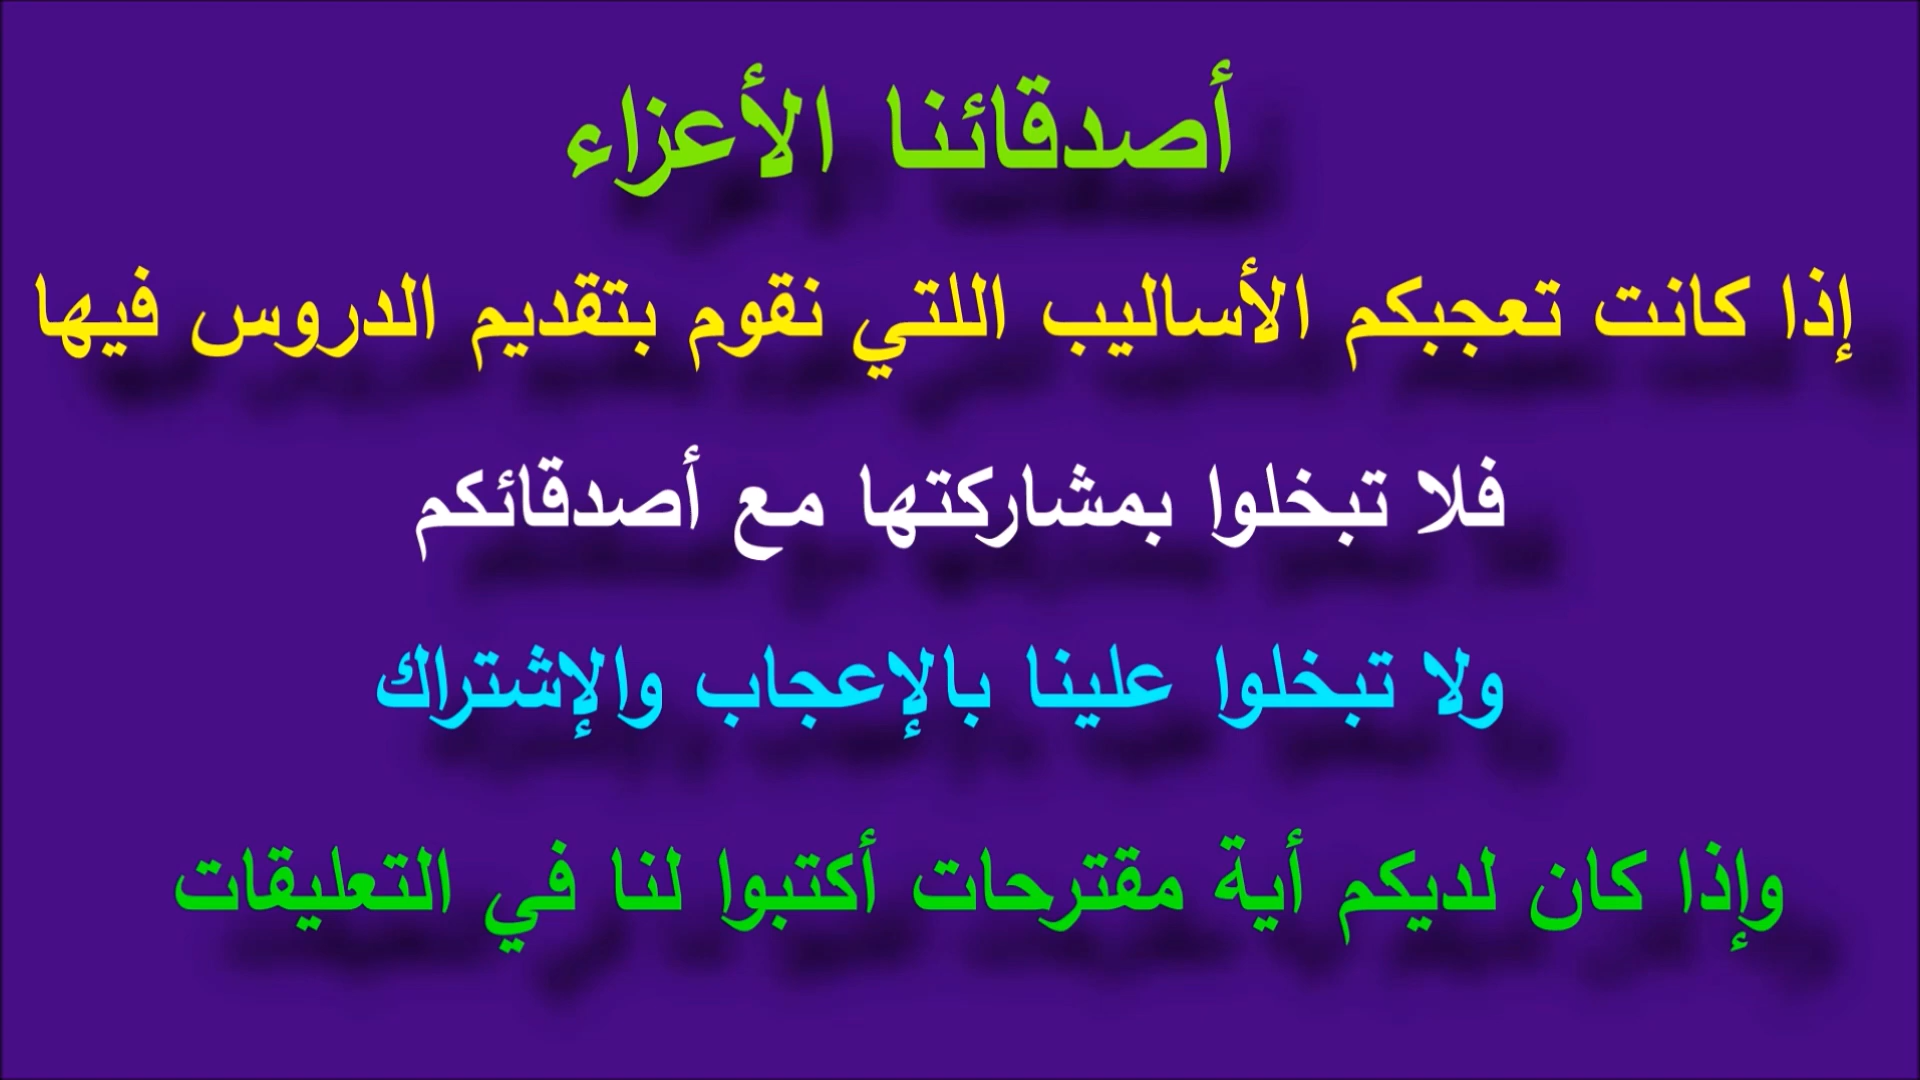 أصدقائنا الأعزاء
إذا كانت تعجبكم الأساليب اللتي نقوم بتقديم الدروس فيها
فلا تبخلوا بمشاركتها مع أصدقائكم
ولا تبخلوا علينا بالإعجاب والإشتراك
وإذا كان لديكم أية مقترحات أكتبوا لنا في التعليقات